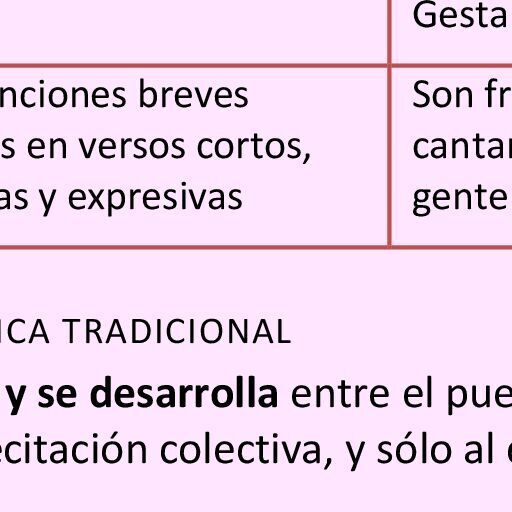 Gesta
nciones breves
s en versos cortos,
as y expresivas
Son fr
cantar
gente
ICA TRADICIONAL
y se desarrolla entre el pue
ecitación colectiva, y sólo al